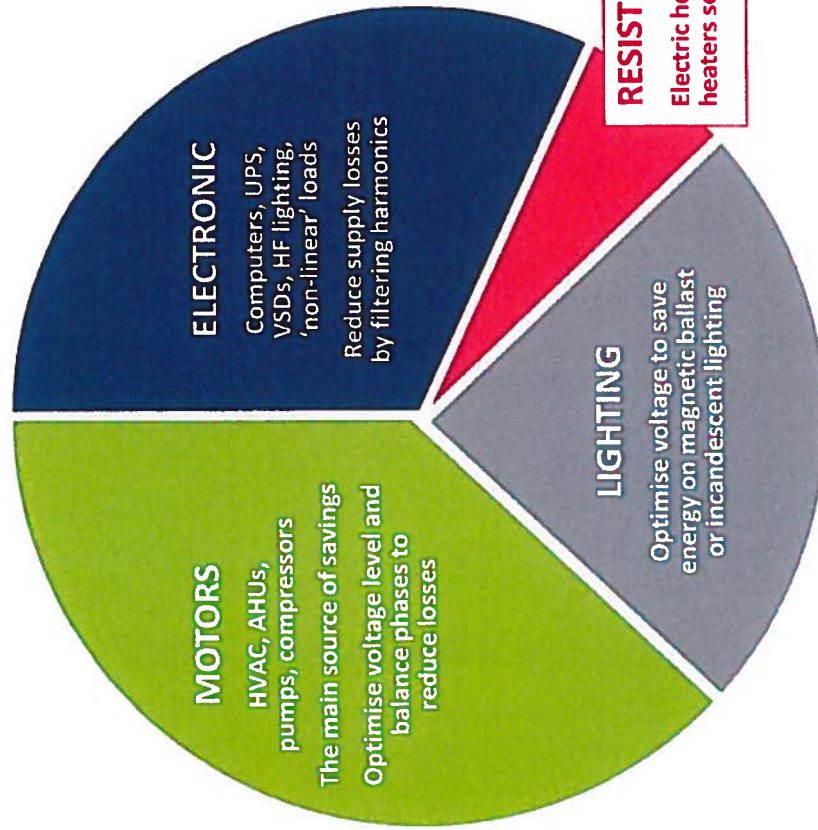 MOTORS
HVAC, AHUs,
pumps, compressors
The main source of savings
Optimise voltage level and
balance phases to
reduce losses
ELECTRONIC
Computers, UPS,
VSDs, HF lighting,
'non-linear' loads
Reduce supply losses
by filtering harmonics
LIGHTING
Optimise voltage to save
energy on magnetic ballast
or incandescent lighting
RESIST
Electric
heaters